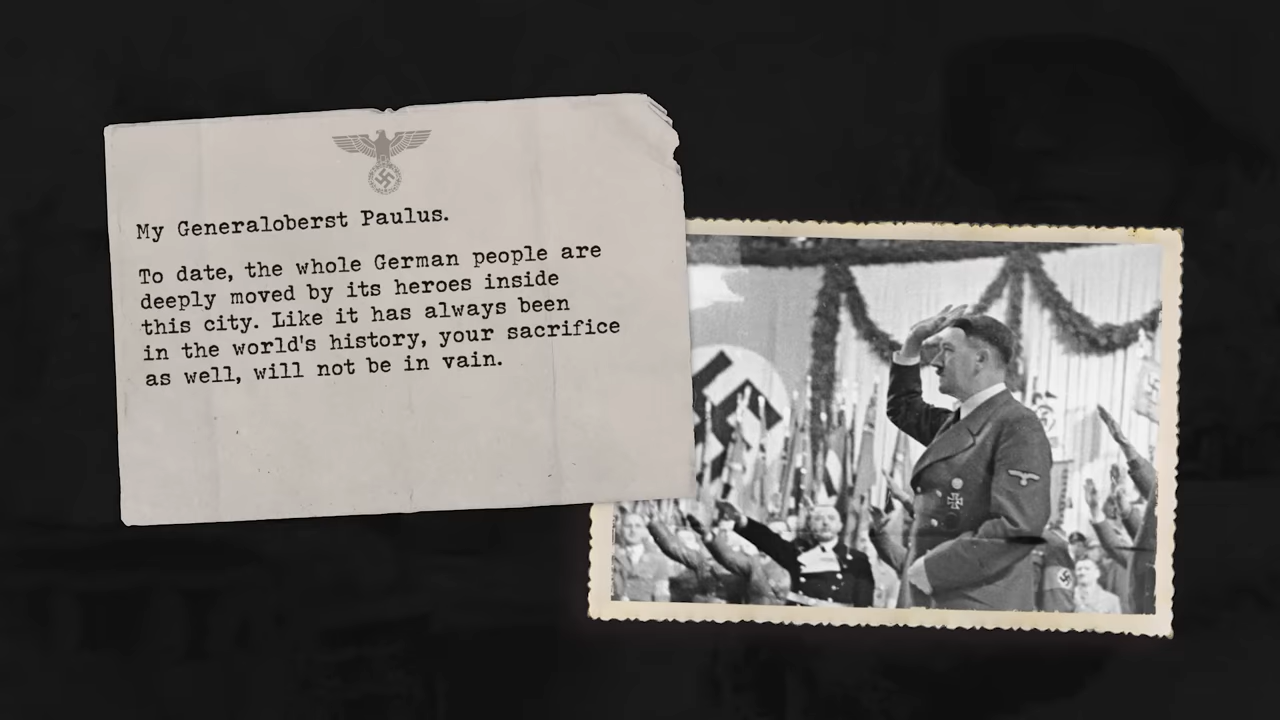 My Generaloberst Paulus.
To date, the whole German people are
deeply moved by its heroes inside
this city. Like it has always been
in the world's history, your sacrifice
as well, will not be in vain.